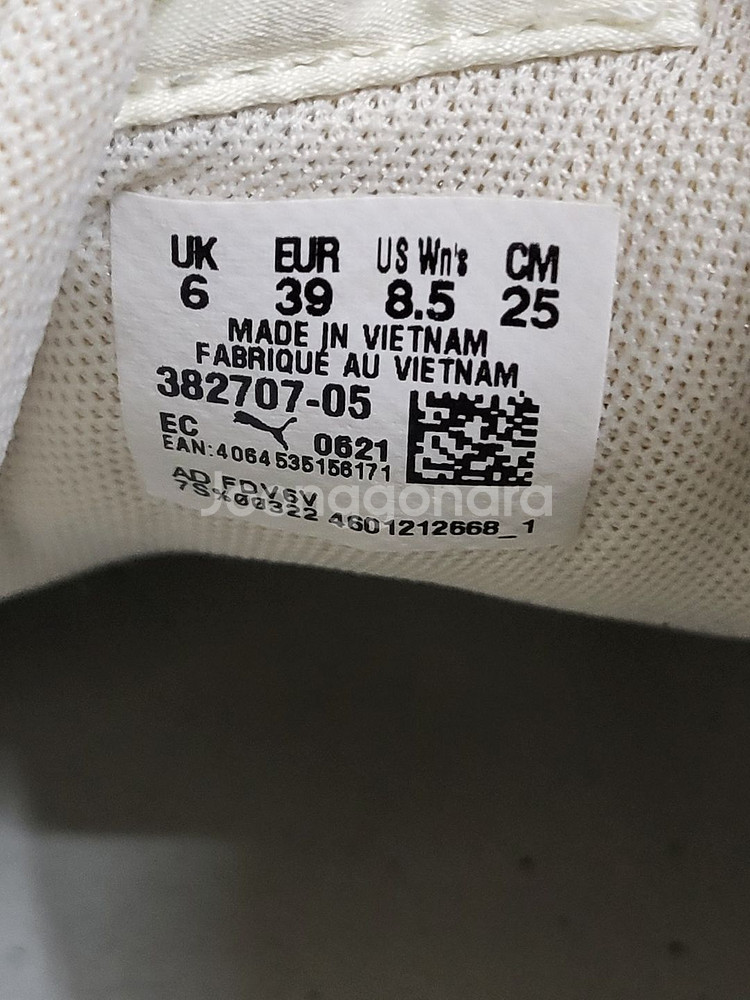 UK EUR US Wn's CM
6 39 8.5 25
MADE IN VIETNAM
FABRIQUÉ AU VIETNAM
382707-05
EC 0621
EAN:4064535156171
AD FDV6V
4601212668_1
Joonggonara